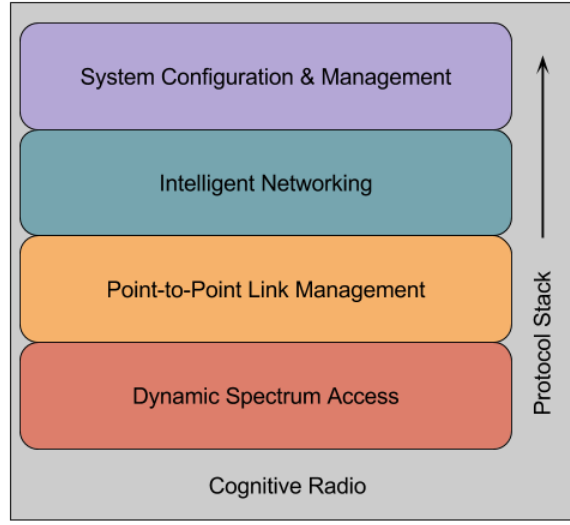 System Configuration & Management
Intelligent Networking
Point-to-Point Link Management
Dynamic Spectrum Access
Protocol Stack
Cognitive Radio